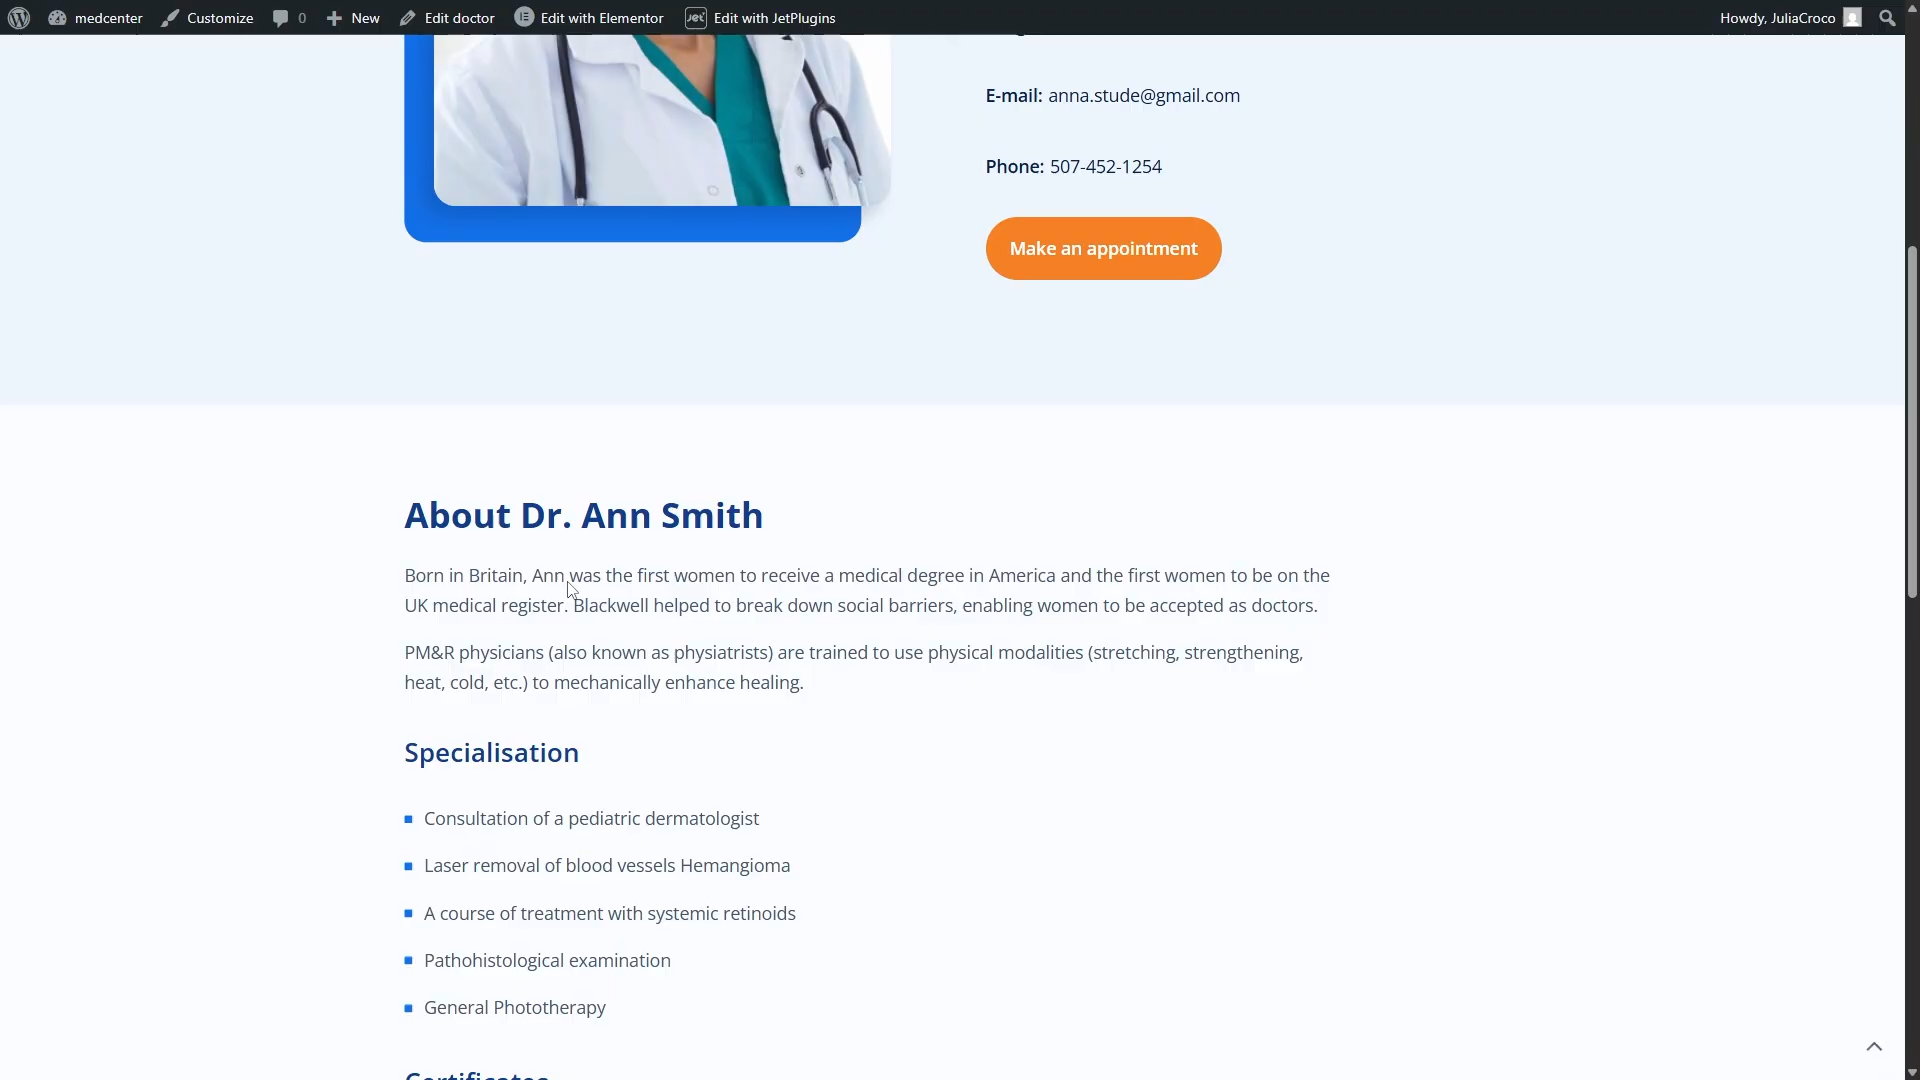 medcenter Customize 0 New Edit doctor Edit with Elementor Jet Edit with JetPlugins Howdy, JuliaCroco
E-mail: anna.stude@gmail.com
Phone: 507-452-1254
Make an appointment
About Dr. Ann Smith
Born in Britain, Ann was the first women to receive a medical degree in America and the first women to be on the
UK medical register. Blackwell helped to break down social barriers, enabling women to be accepted as doctors.
PM&R physicians (also known as physiatrists) are trained to use physical modalities (stretching, strengthening,
heat, cold, etc.) to mechanically enhance healing.
Specialisation
Consultation of a pediatric dermatologist
Laser removal of blood vessels Hemangioma
A course of treatment with systemic retinoids
Pathohistological examination
General Phototherapy
Certificates